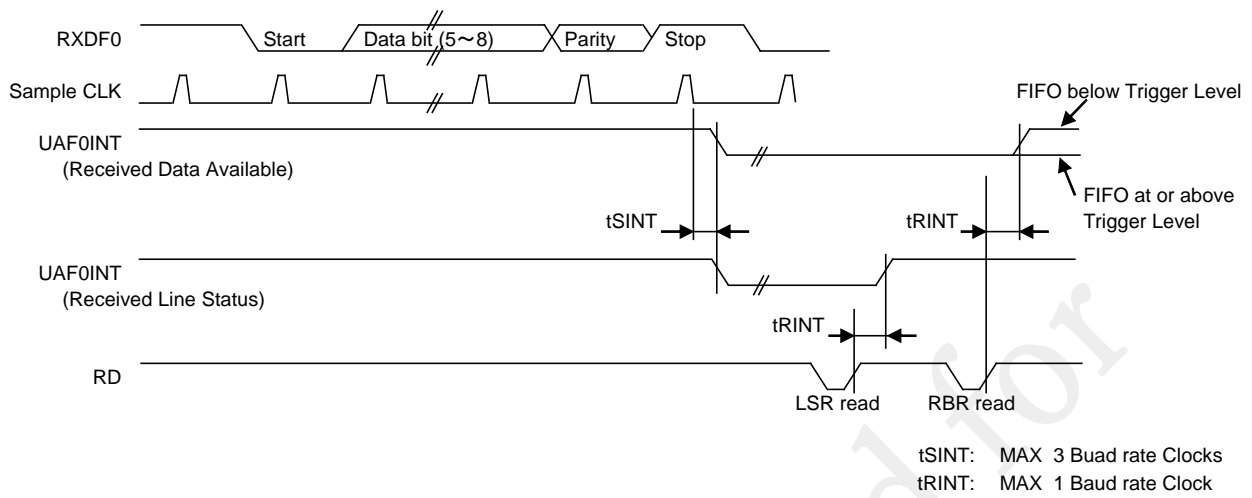 RXDF0
Start
Data bit (5～8)
Parity
Stop
Sample CLK
FIFO below Trigger Level
UAF0INT
(Received Data Available)
FIFO at or above
Trigger Level
tSINT
tRINT
UAF0INT
(Received Line Status)
tRINT
RD
LSR read
RBR read
tSINT: MAX 3 Buad rate Clocks
tRINT: MAX 1 Baud rate Clock
d for